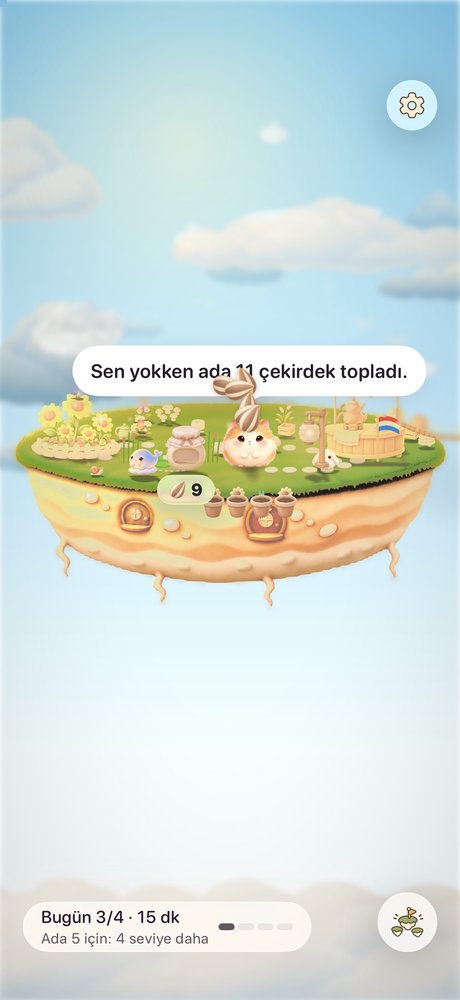 Sen yokken ada 11 çekirdek topladı.
9
Bugün 3/4 · 15 dk
Ada 5 için: 4 seviye daha